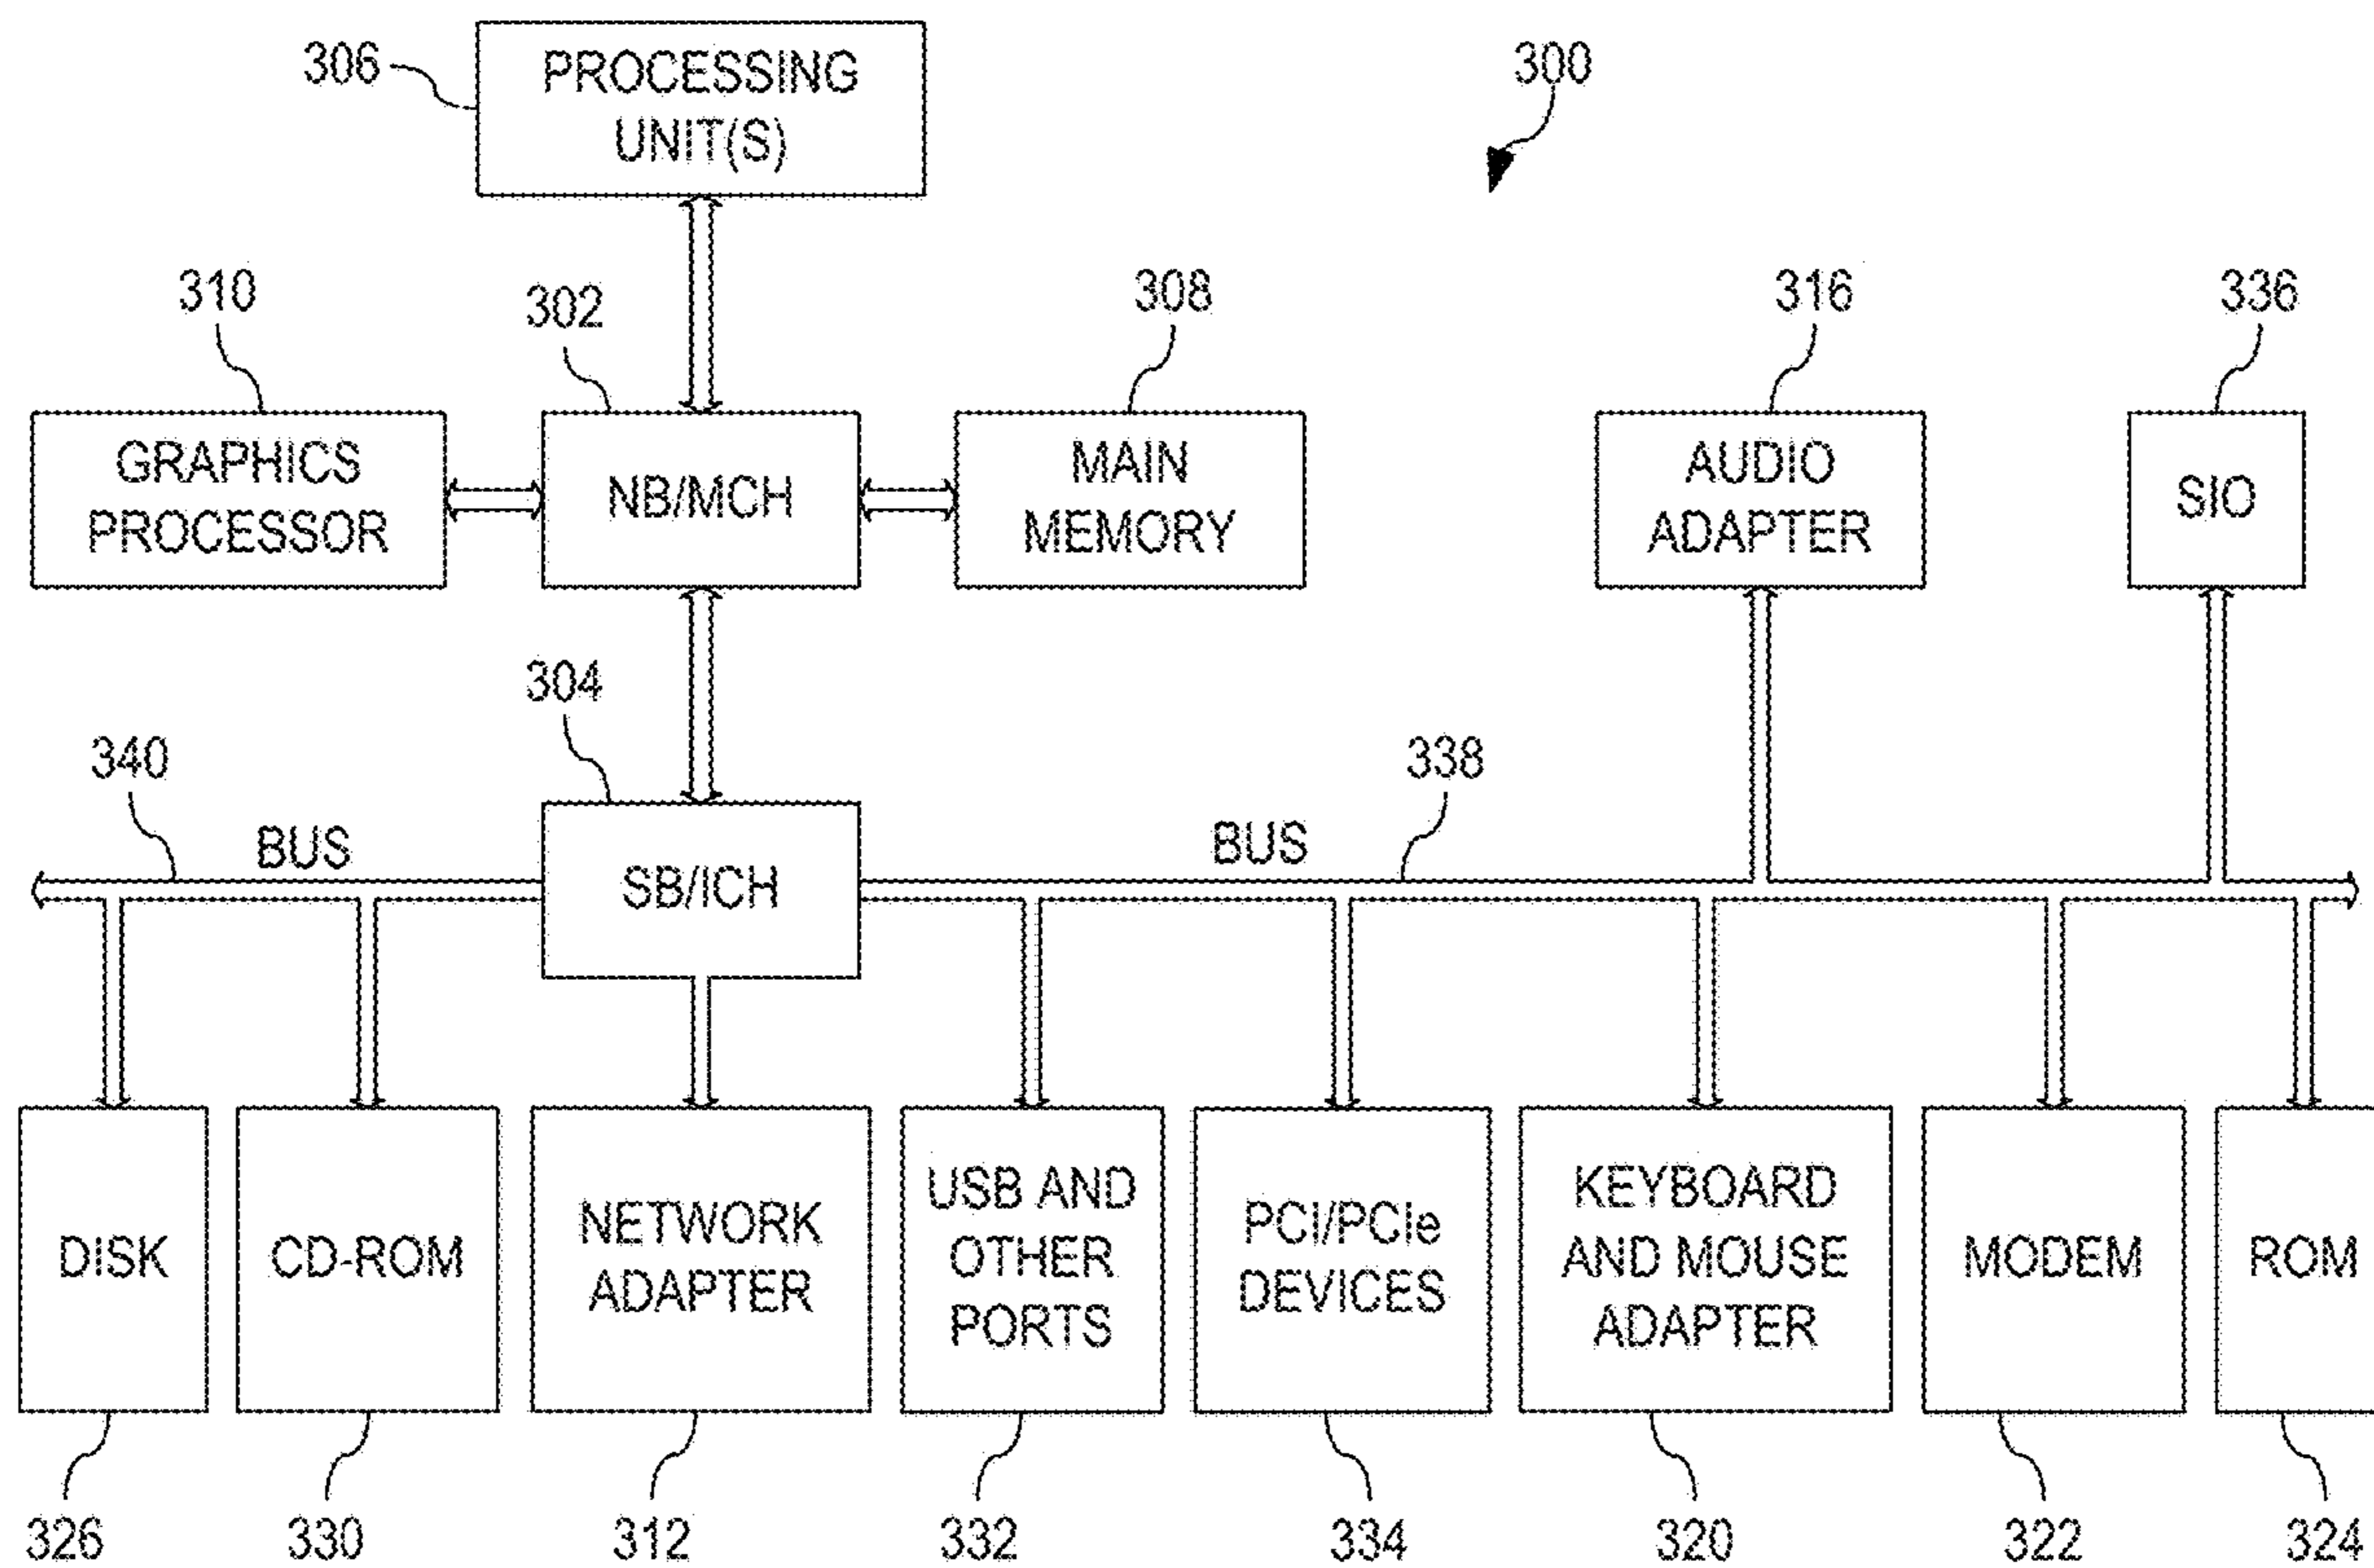 306
PROCESSING
UNIT(S)
300
310
302
308
316
336
GRAPHICS
PROCESSOR
NB/MCH
MAIN
MEMORY
AUDIO
ADAPTER
SIO
304
340
338
BUS
BUS
SB/ICH
DISK
CD-ROM
NETWORK
ADAPTER
USB AND
OTHER
PORTS
PCI/PCIe
DEVICES
KEYBOARD
AND MOUSE
ADAPTER
MODEM
ROM
326
330
312
332
334
320
322
324